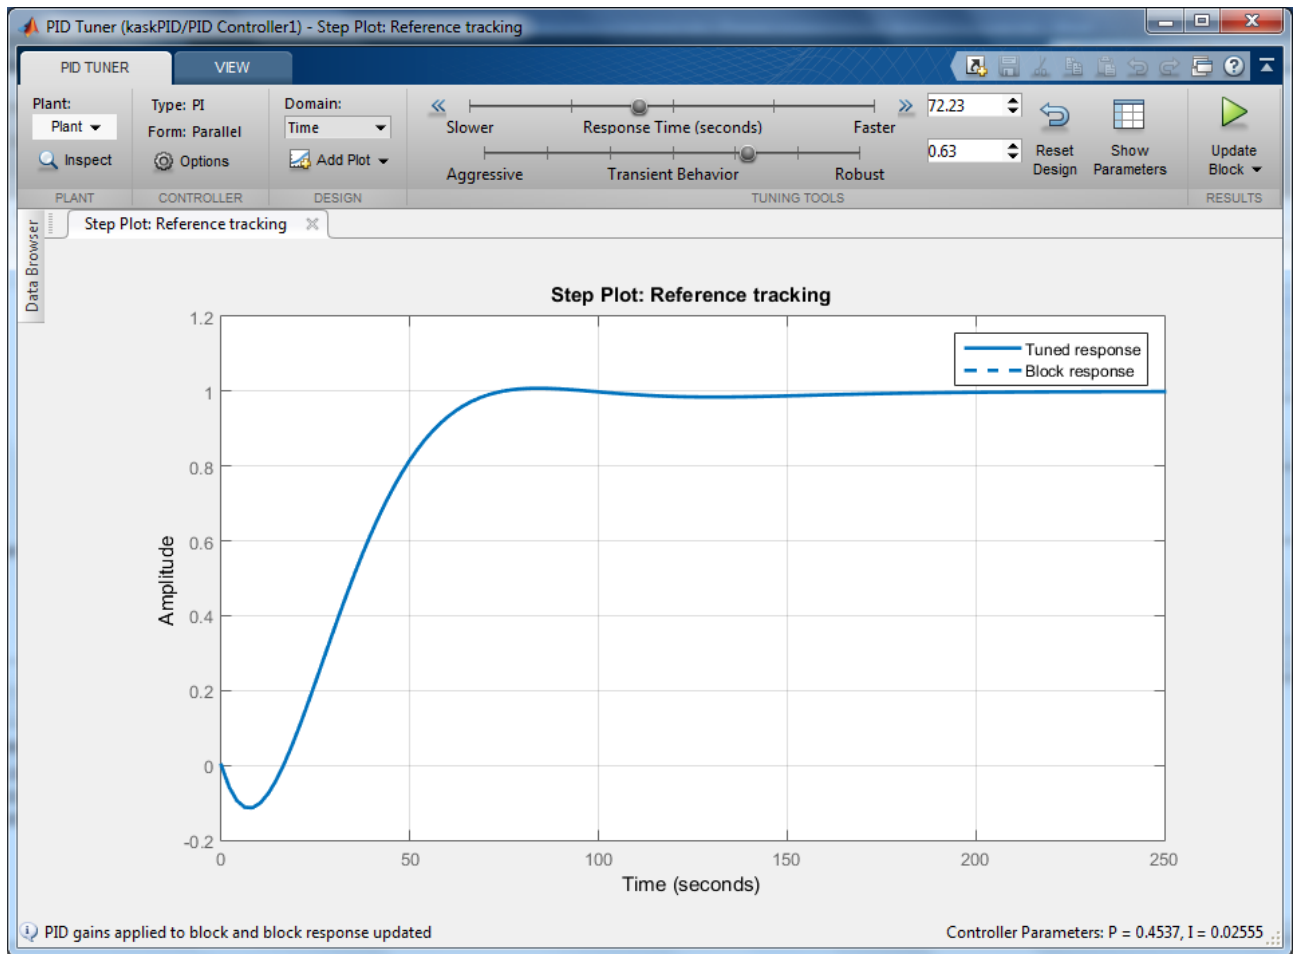 PID Tuner (kaskPID/PID Controller1) - Step Plot: Reference tracking
PID TUNER
VIEW
Plant:
Plant
Inspect
PLANT
Type: PI
Form: Parallel
Options
CONTROLLER
Domain:
Time
Add Plot
DESIGN
Slower
Response Time (seconds)
Faster
72.23
Aggressive
Transient Behavior
Robust
0.63
Reset
Design
Show
Parameters
TUNING TOOLS
Update
Block
RESULTS
Data Browser
Step Plot: Reference tracking
Step Plot: Reference tracking
Tuned response
Block response
Amplitude
1.2
1
0.8
0.6
0.4
0.2
0
-0.2
0 50 100 150 200 250
Time (seconds)
PID gains applied to block and block response updated
Controller Parameters: P = 0.4537, I = 0.02555